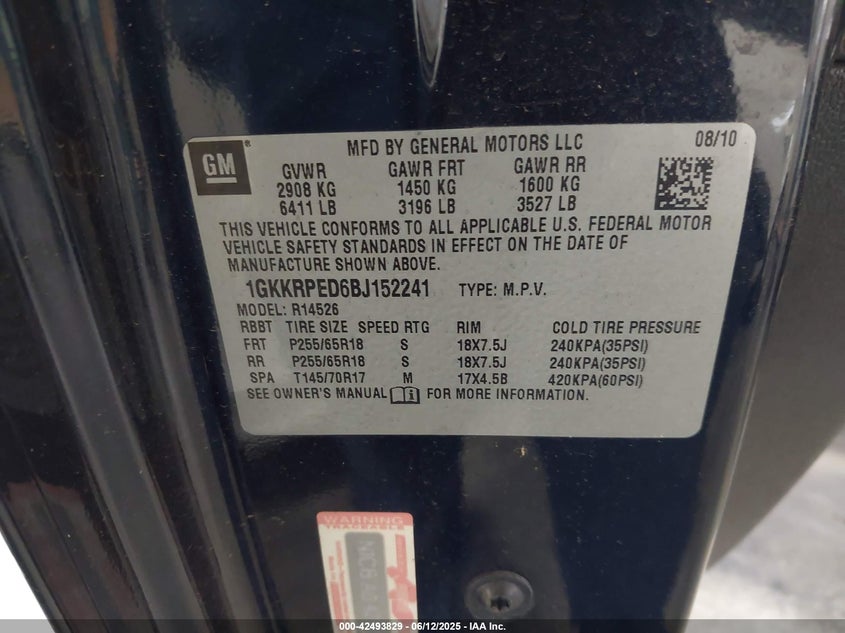 GM
MFD BY GENERAL MOTORS LLC 08/10
GVWR GAWR FRT GAWR RR
2908 KG 1450 KG 1600 KG
6411 LB 3196 LB 3527 LB
THIS VEHICLE CONFORMS TO ALL APPLICABLE U.S. FEDERAL MOTOR
VEHICLE SAFETY STANDARDS IN EFFECT ON THE DATE OF
MANUFACTURE SHOWN ABOVE.
1GKKRPED6BJ152241 TYPE: M.P.V.
MODEL: R14526
RBBT TIRE SIZE SPEED RTG RIM COLD TIRE PRESSURE
FRT P255/65R18 S 18X7.5J 240KPA(35PSI)
RR P255/65R18 S 18X7.5J 240KPA(35PSI)
SPA T145/70R17 M 17X4.5B 420KPA(60PSI)
SEE OWNER'S MANUAL FOR MORE INFORMATION.
WARNING
TRACEABLE
000-42493829 - 06/12/2025 - IAA Inc.